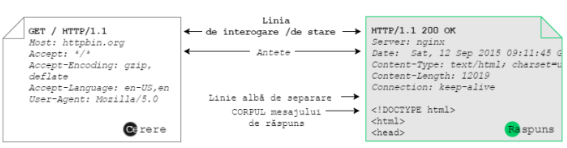 GET / HTTP/1.1
Host: httpbin.org
Accept: */*
Accept-Encoding: gzip,
deflate
Accept-Language: en-US,en
User-Agent: Mozilla/5.0
Cerere
Linia
de interogare /de stare
Antete
Linie albă de separare
CORPUL mesajului
de răspuns
HTTP/1.1 200 OK
Server: nginx
Date: Sat, 12 Sep 2015 09:11:45 G
Content-Type: text/html; charset=u
Content-Length: 12019
Connection: keep-alive
<!DOCTYPE html>
<html>
<head>
Răspuns